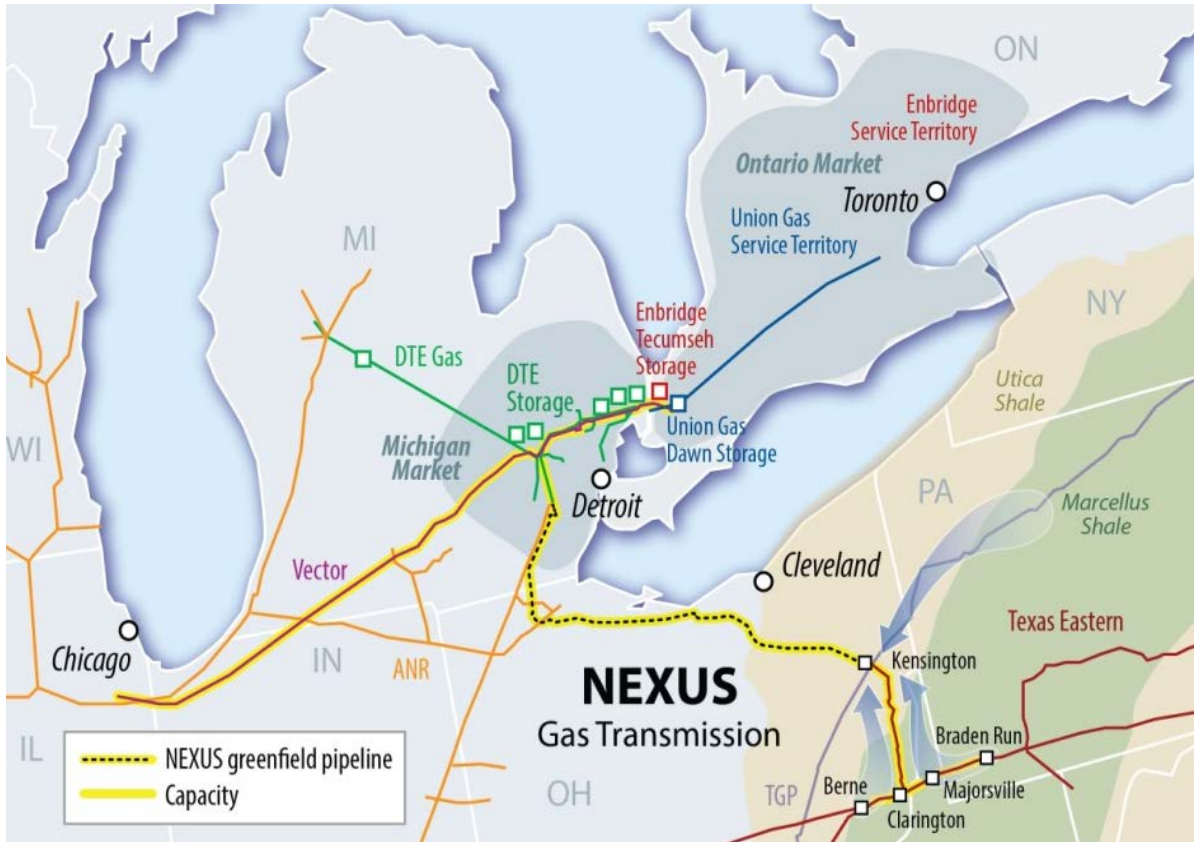 ON
Enbridge
Service Territory
Ontario Market
Toronto
Union Gas
Service Territory
MI
NY
Enbridge
Tecumseh
Storage
DTE Gas
DTE
Storage
Utica
Shale
Union Gas
Dawn Storage
Michigan
Market
WI
Detroit
PA
Marcellus
Shale
Vector
Cleveland
Chicago
IN
ANR
Texas Eastern
Kensington
NEXUS
Gas Transmission
IL
NEXUS greenfield pipeline
Capacity
OH
TGP
Braden Run
Berne
Majorsville
Clarington